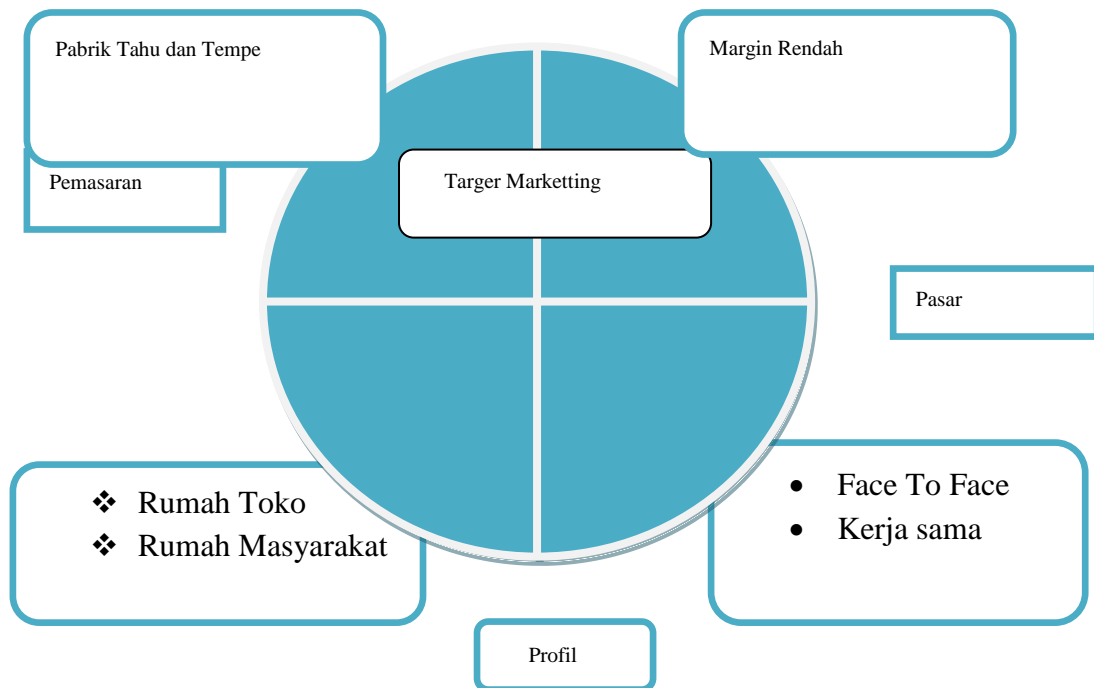 Pabrik Tahu dan Tempe
Margin Rendah
Pemasaran
Targer Marketting
Pasar
❖ Rumah Toko
❖ Rumah Masyarakat
• Face To Face
• Kerja sama
Profil